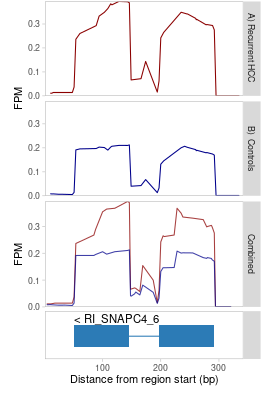 0.3
0.2
0.1
0.0
A) Recurrent HCC
FPM
0.3
0.2
0.1
0.0
B) Controls
0.3
0.2
0.1
0.0
Combined
FPM
< RI_SNAPC4_6
100
200
300
Distance from region start (bp)